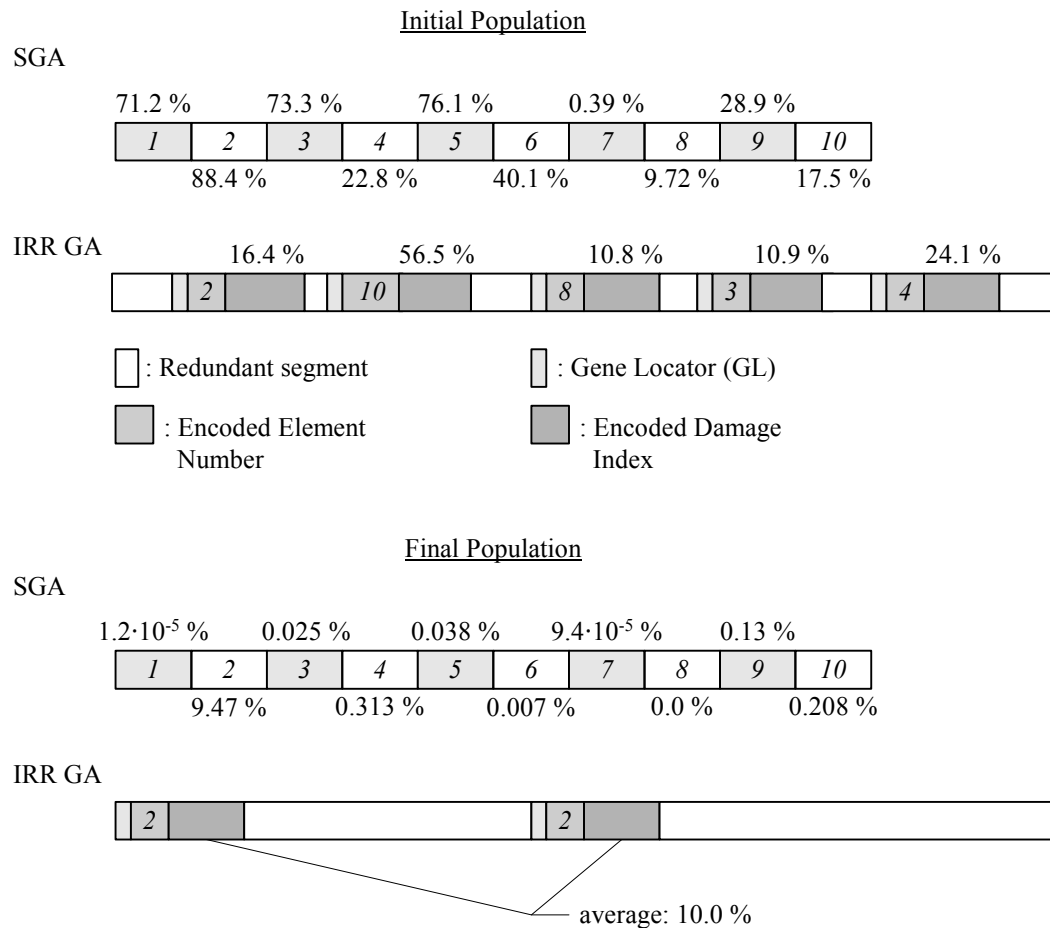 Initial Population
SGA
71.2 % 73.3 % 76.1 % 0.39 % 28.9 %
1 2 3 4 5 6 7 8 9 10
88.4 % 22.8 % 40.1 % 9.72 % 17.5 %
IRR GA
16.4 % 56.5 % 10.8 % 10.9 % 24.1 %
2 10 8 3 4
: Redundant segment : Gene Locator (GL)
: Encoded Element : Encoded Damage
Number Index
Final Population
SGA
1.2·10⁻⁵ % 0.025 % 0.038 % 9.4·10⁻⁵ % 0.13 %
1 2 3 4 5 6 7 8 9 10
9.47 % 0.313 % 0.007 % 0.0 % 0.208 %
IRR GA
2 2
average: 10.0 %